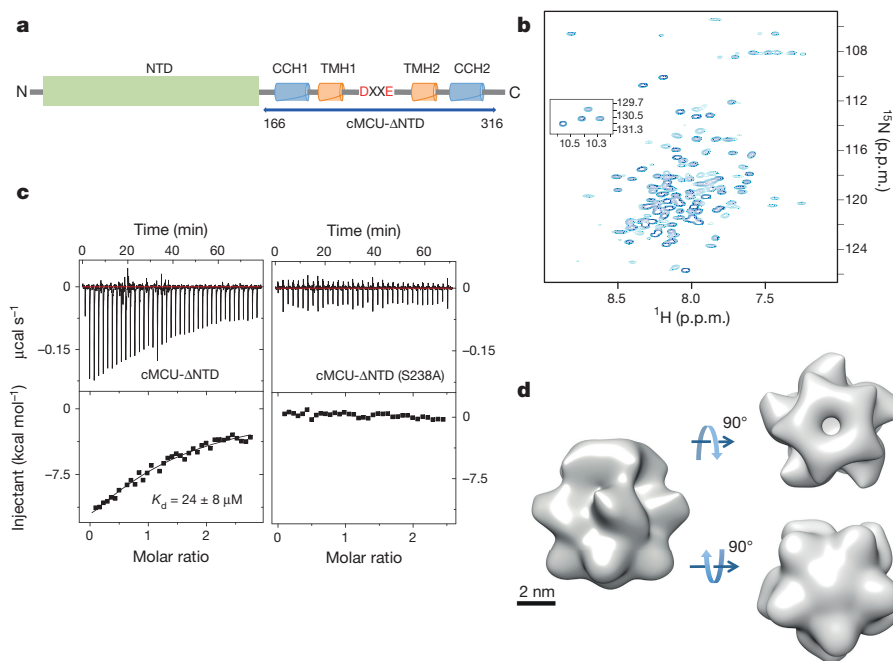 a
N
NTD
CCH1
TMH1
DXXE
TMH2
CCH2
C
166
cMCU-ΔNTD
316
b
108
112
116
120
124
¹⁵N (p.p.m.)
129.7
130.5
131.3
10.5
10.3
8.5
8.0
7.5
¹H (p.p.m.)
c
Time (min)
0
20
40
60
0
−0.15
μcal s⁻¹
cMCU-ΔNTD
0
−7.5
Injectant (kcal mol⁻¹)
Kd = 24 ± 8 μM
0
1
2
Molar ratio
Time (min)
0
20
40
60
0
−0.15
cMCU-ΔNTD (S238A)
0
−7.5
0
1
2
Molar ratio
d
90°
90°
2 nm